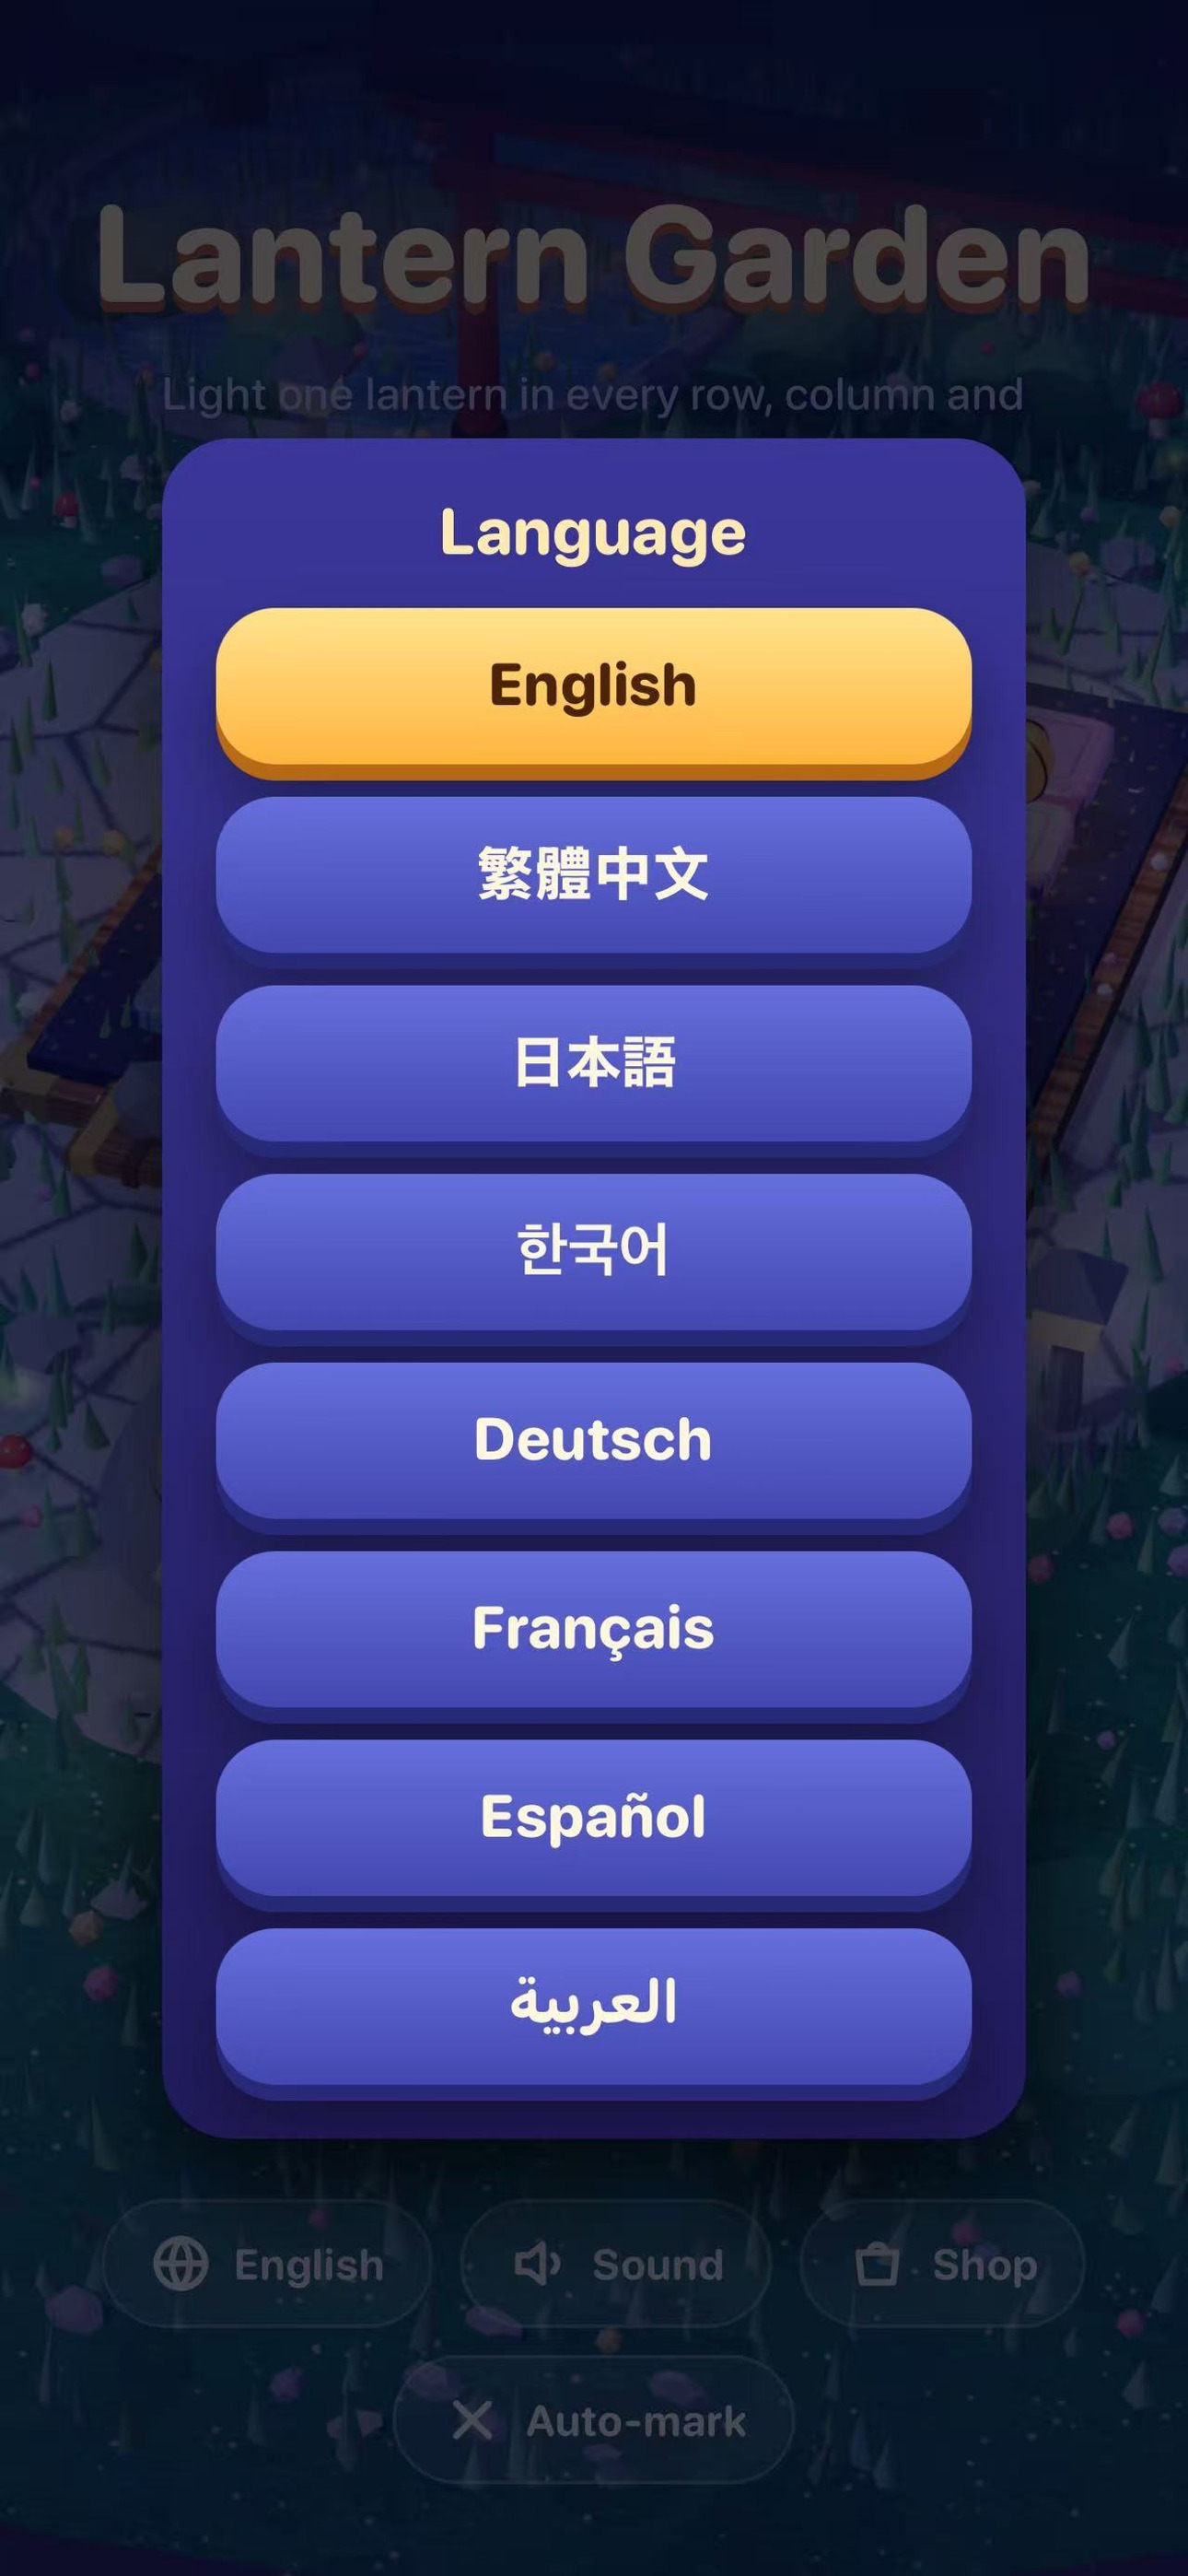 Lantern Garden
Light one lantern in every row, column and
Language
English
繁體中文
日本語
한국어
Deutsch
Français
Español
العربية
English
Sound
Shop
Auto-mark